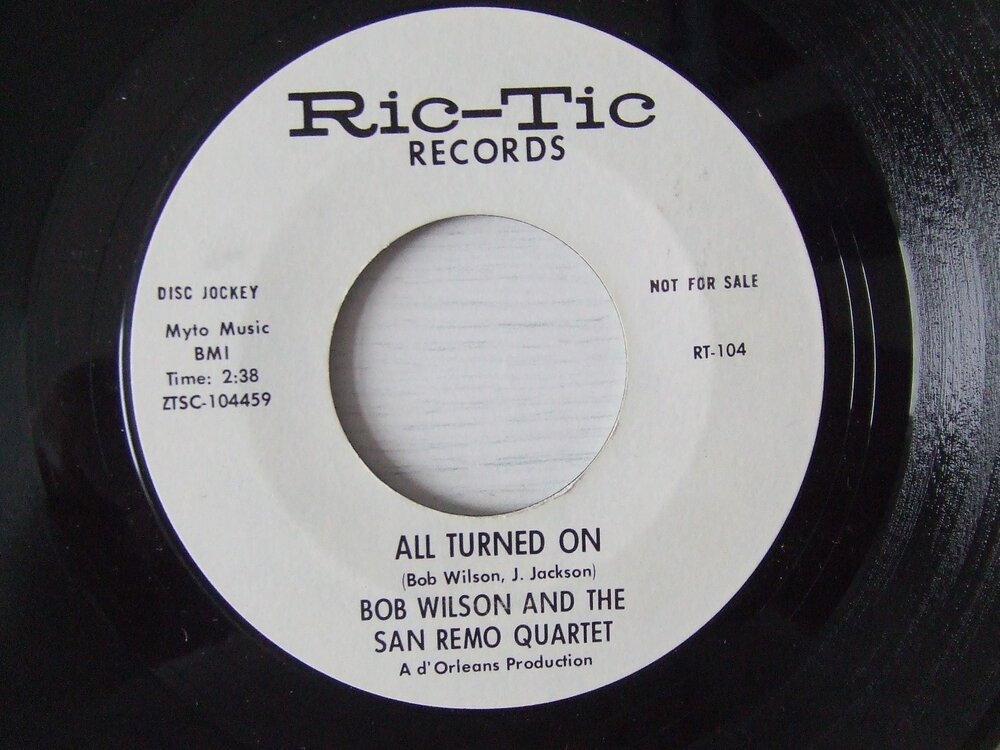 Ric-Tic
RECORDS
DISC JOCKEY
Myto Music
BMI
Time: 2:38
ZTSC-104459
NOT FOR SALE
RT-104
ALL TURNED ON
(Bob Wilson, J. Jackson)
BOB WILSON AND THE
SAN REMO QUARTET
A d'Orleans Production